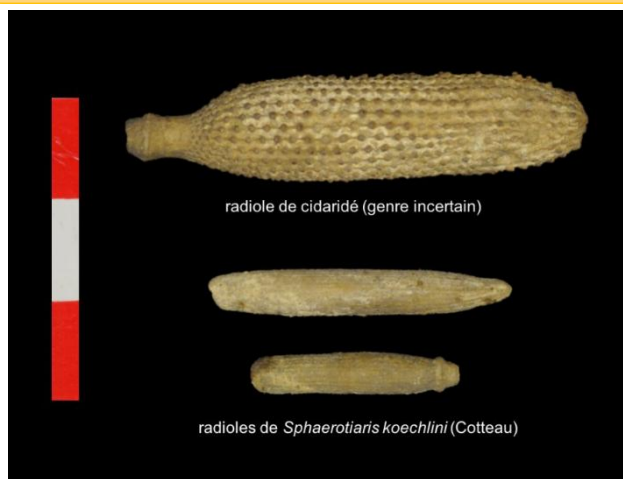 radiole de cidaridé (genre incertain)
radioles de Sphaerotiaris koechlini (Cotteau)